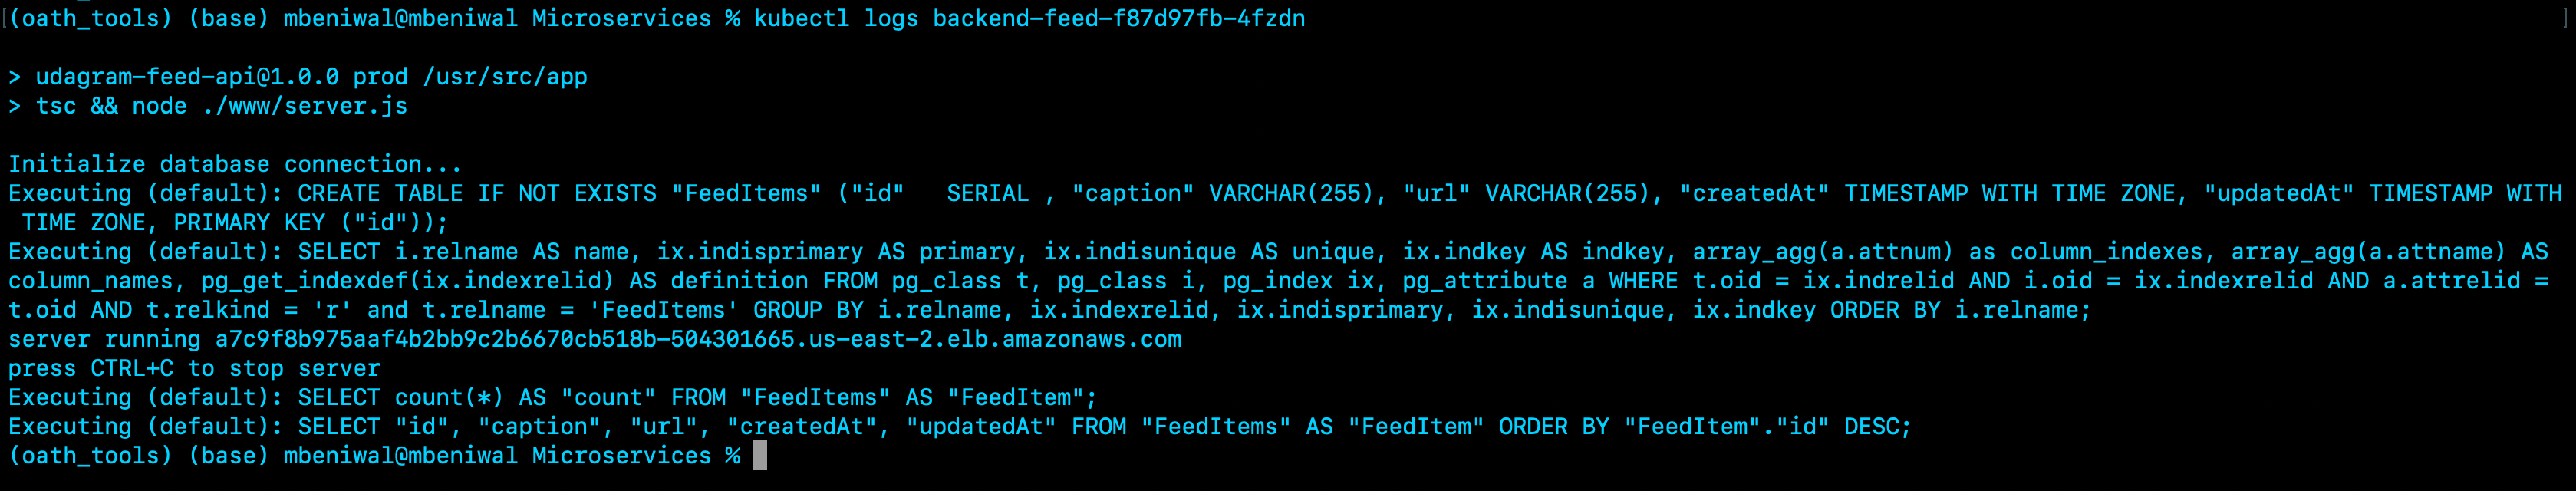 (oath_tools) (base) mbeniwal@mbeniwal Microservices % kubectl logs backend-feed-f87d97fb-4fzdn
> udagram-feed-api@1.0.0 prod /usr/src/app
> tsc && node ./www/server.js
Initialize database connection...
Executing (default): CREATE TABLE IF NOT EXISTS "FeedItems" ("id"   SERIAL , "caption" VARCHAR(255), "url" VARCHAR(255), "createdAt" TIMESTAMP WITH TIME ZONE, "updatedAt" TIMESTAMP WITH
 TIME ZONE, PRIMARY KEY ("id"));
Executing (default): SELECT i.relname AS name, ix.indisprimary AS primary, ix.indisunique AS unique, ix.indkey AS indkey, array_agg(a.attnum) as column_indexes, array_agg(a.attname) AS
column_names, pg_get_indexdef(ix.indexrelid) AS definition FROM pg_class t, pg_class i, pg_index ix, pg_attribute a WHERE t.oid = ix.indrelid AND i.oid = ix.indexrelid AND a.attrelid =
t.oid AND t.relkind = 'r' and t.relname = 'FeedItems' GROUP BY i.relname, ix.indexrelid, ix.indisprimary, ix.indisunique, ix.indkey ORDER BY i.relname;
server running a7c9f8b975aaf4b2bb9c2b6670cb518b-504301665.us-east-2.elb.amazonaws.com
press CTRL+C to stop server
Executing (default): SELECT count(*) AS "count" FROM "FeedItems" AS "FeedItem";
Executing (default): SELECT "id", "caption", "url", "createdAt", "updatedAt" FROM "FeedItems" AS "FeedItem" ORDER BY "FeedItem"."id" DESC;
(oath_tools) (base) mbeniwal@mbeniwal Microservices %